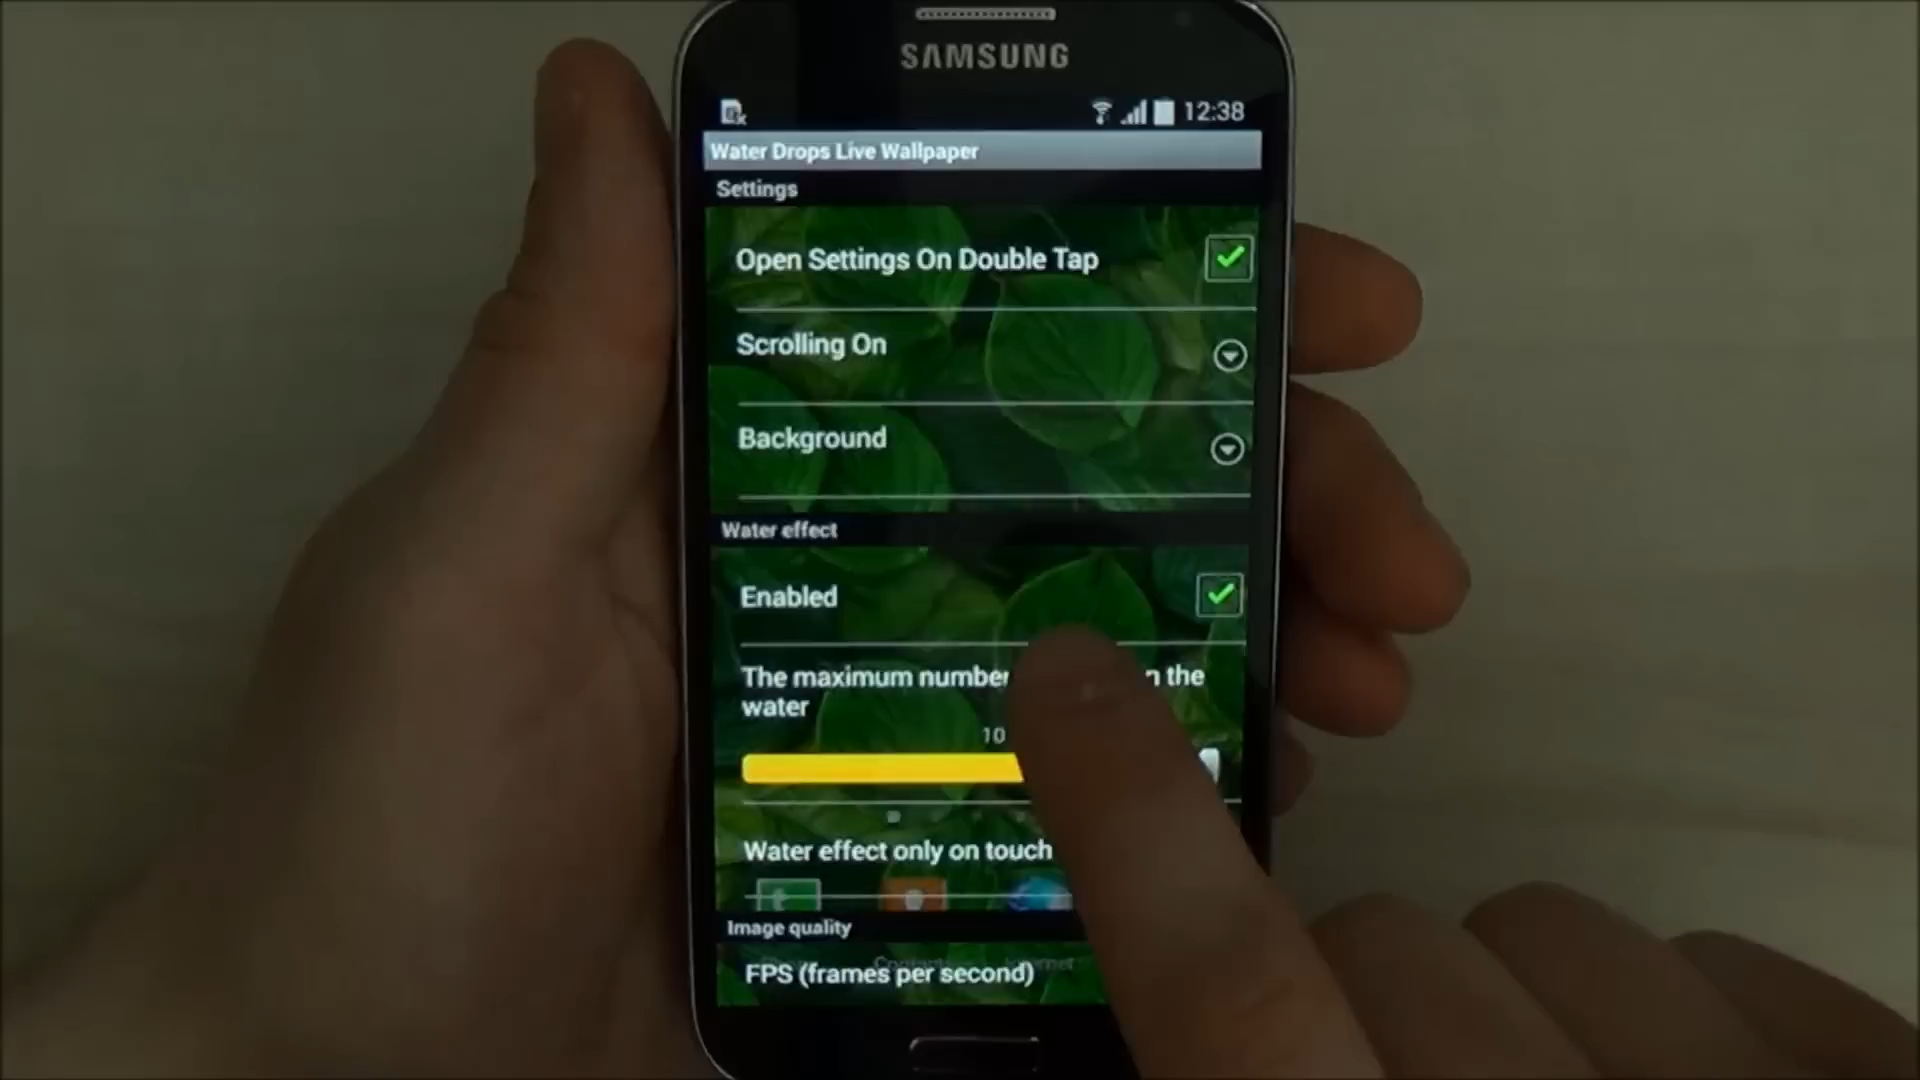 SAMSUNG
12:38
Water Drops Live Wallpaper
Settings
Open Settings On Double Tap
Scrolling On
Background
Water effect
Enabled
The maximum number the
water
10
Water effect only on touch
Image quality
FPS (frames per second)